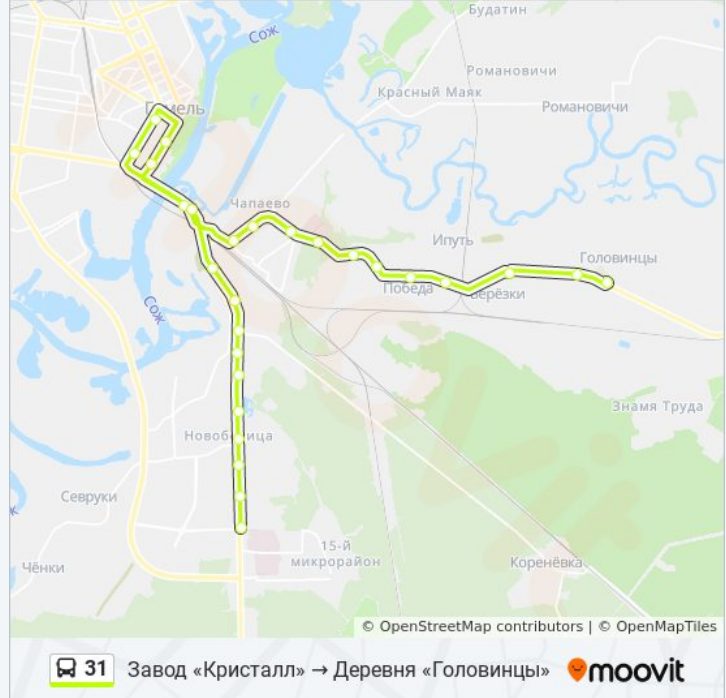 Будатин
Сож
Романовичи
Красный Маяк
Романовичи
Гомель
Чапаево
Ипуть
Головинцы
Победа
Берёзки
Сож
Знамя Труда
Новобелица
Севруки
15-й
микрорайон
Чёнки
Коренёвка
© OpenStreetMap contributors | © OpenMapTiles
31 Завод «Кристалл» → Деревня «Головинцы» moovit